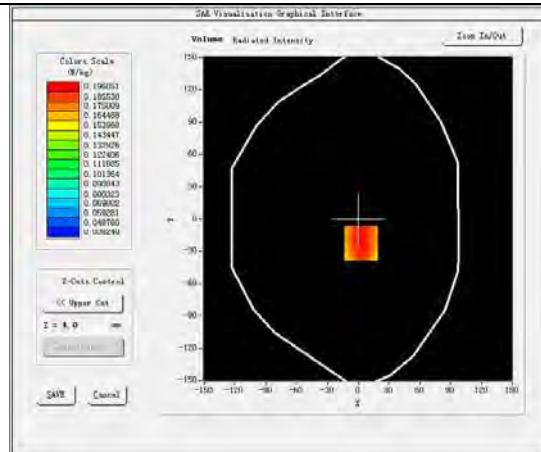 SAR Visualisation Graphical Interface
Volume Radiated Intensity
Zoom In/Out
Colors Scale
(W/kg)
0.196051
0.185530
0.175009
0.164488
0.153968
0.143447
0.132926
0.122406
0.111885
0.101364
0.090843
0.080323
0.069802
0.059281
0.048760
0.038240
150
120
90
60
30
0
-30
-60
-90
-120
-150
-150 -120 -90 -60 -30 0 30 60 90 120 150
Y
X
Z-Cuts Control
<< Upper Cut
Z = 4.0 mm
SAVE
Cancel